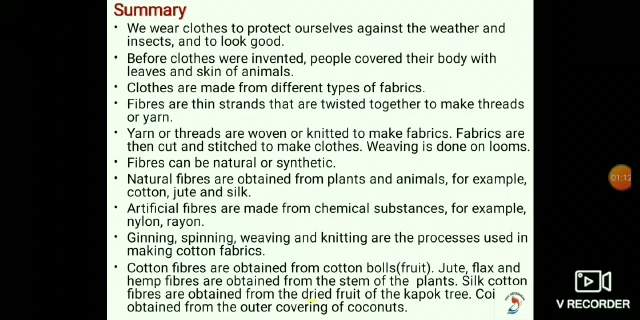 Summary
• We wear clothes to protect ourselves against the weather and
insects, and to look good.
• Before clothes were invented, people covered their body with
leaves and skin of animals.
• Clothes are made from different types of fabrics.
• Fibres are thin strands that are twisted together to make threads
or yarn.
• Yarn or threads are woven or knitted to make fabrics. Fabrics are
then cut and stitched to make clothes. Weaving is done on looms.
• Fibres can be natural or synthetic.
• Natural fibres are obtained from plants and animals, for example,
cotton, jute and silk.
01:12
• Artificial fibres are made from chemical substances, for example,
nylon, rayon.
• Ginning, spinning, weaving and knitting are the processes used in
making cotton fabrics.
• Cotton fibres are obtained from cotton bolls(fruit). Jute, flax and
hemp fibres are obtained from the stem of the plants. Silk cotton
fibres are obtained from the dried fruit of the kapok tree. Coi
obtained from the outer covering of coconuts.
V RECORDER